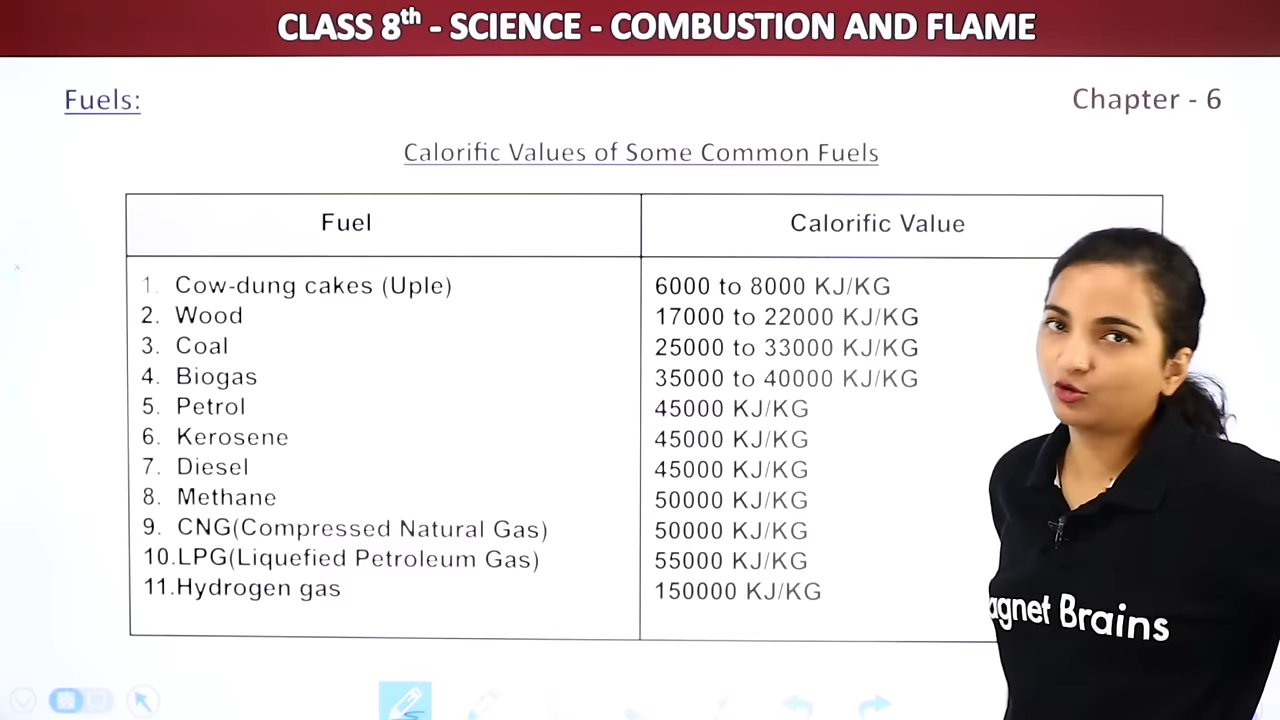 CLASS 8th - SCIENCE - COMBUSTION AND FLAME
Fuels:
Chapter - 6
Calorific Values of Some Common Fuels
Fuel
Calorific Value
1. Cow-dung cakes (Uple)
6000 to 8000 KJ/KG
2. Wood
17000 to 22000 KJ/KG
3. Coal
25000 to 33000 KJ/KG
4. Biogas
35000 to 40000 KJ/KG
5. Petrol
45000 KJ/KG
6. Kerosene
45000 KJ/KG
7. Diesel
45000 KJ/KG
8. Methane
50000 KJ/KG
9. CNG(Compressed Natural Gas)
50000 KJ/KG
10.LPG(Liquefied Petroleum Gas)
55000 KJ/KG
11.Hydrogen gas
150000 KJ/KG
agnet Brains